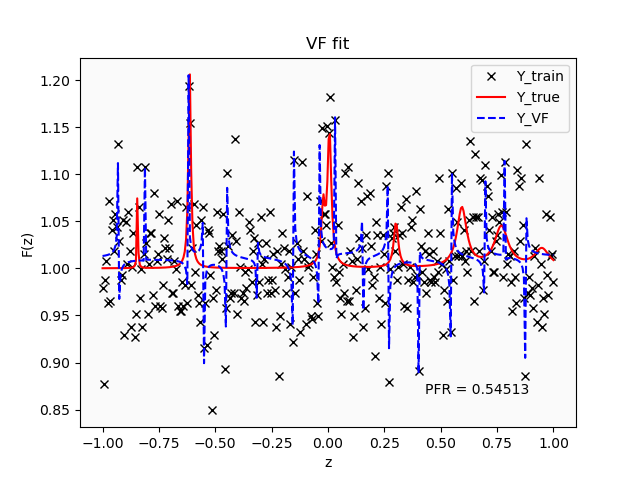 VF fit
Y_train
Y_true
Y_VF
F(z)
1.20
1.15
1.10
1.05
1.00
0.95
0.90
0.85
PFR = 0.54513
−1.00 −0.75 −0.50 −0.25 0.00 0.25 0.50 0.75 1.00
z